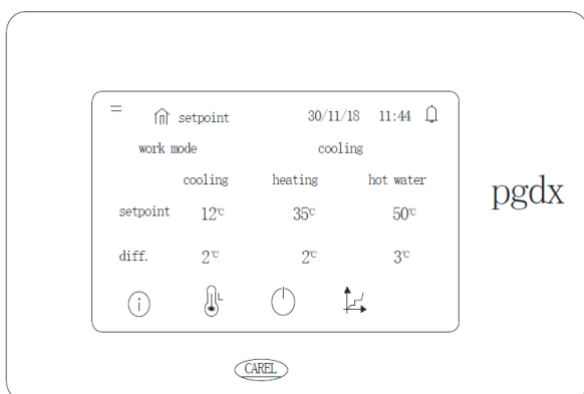 setpoint 30/11/18 11:44
work mode cooling
cooling heating hot water
setpoint 12℃ 35℃ 50℃
diff. 2℃ 2℃ 3℃
L
pgdx
CAREL